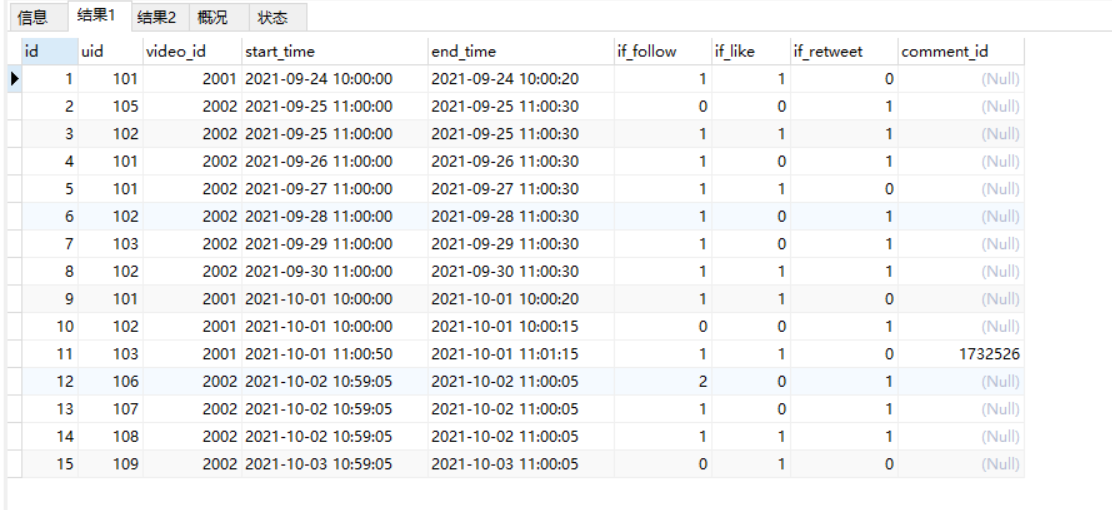 信息 结果1 结果2 概况 状态
id uid video_id start_time end_time if_follow if_like if_retweet comment_id
1 101 2001 2021-09-24 10:00:00 2021-09-24 10:00:20 1 1 0 (Null)
2 105 2002 2021-09-25 11:00:00 2021-09-25 11:00:30 0 0 1 (Null)
3 102 2002 2021-09-25 11:00:00 2021-09-25 11:00:30 1 1 1 (Null)
4 101 2002 2021-09-26 11:00:00 2021-09-26 11:00:30 1 0 1 (Null)
5 101 2002 2021-09-27 11:00:00 2021-09-27 11:00:30 1 1 0 (Null)
6 102 2002 2021-09-28 11:00:00 2021-09-28 11:00:30 1 0 1 (Null)
7 103 2002 2021-09-29 11:00:00 2021-09-29 11:00:30 1 0 1 (Null)
8 102 2002 2021-09-30 11:00:00 2021-09-30 11:00:30 1 1 1 (Null)
9 101 2001 2021-10-01 10:00:00 2021-10-01 10:00:20 1 1 0 (Null)
10 102 2001 2021-10-01 10:00:00 2021-10-01 10:00:15 0 0 1 (Null)
11 103 2001 2021-10-01 11:00:50 2021-10-01 11:01:15 1 1 0 1732526
12 106 2002 2021-10-02 10:59:05 2021-10-02 11:00:05 2 0 1 (Null)
13 107 2002 2021-10-02 10:59:05 2021-10-02 11:00:05 1 0 1 (Null)
14 108 2002 2021-10-02 10:59:05 2021-10-02 11:00:05 1 1 1 (Null)
15 109 2002 2021-10-03 10:59:05 2021-10-03 11:00:05 0 1 0 (Null)